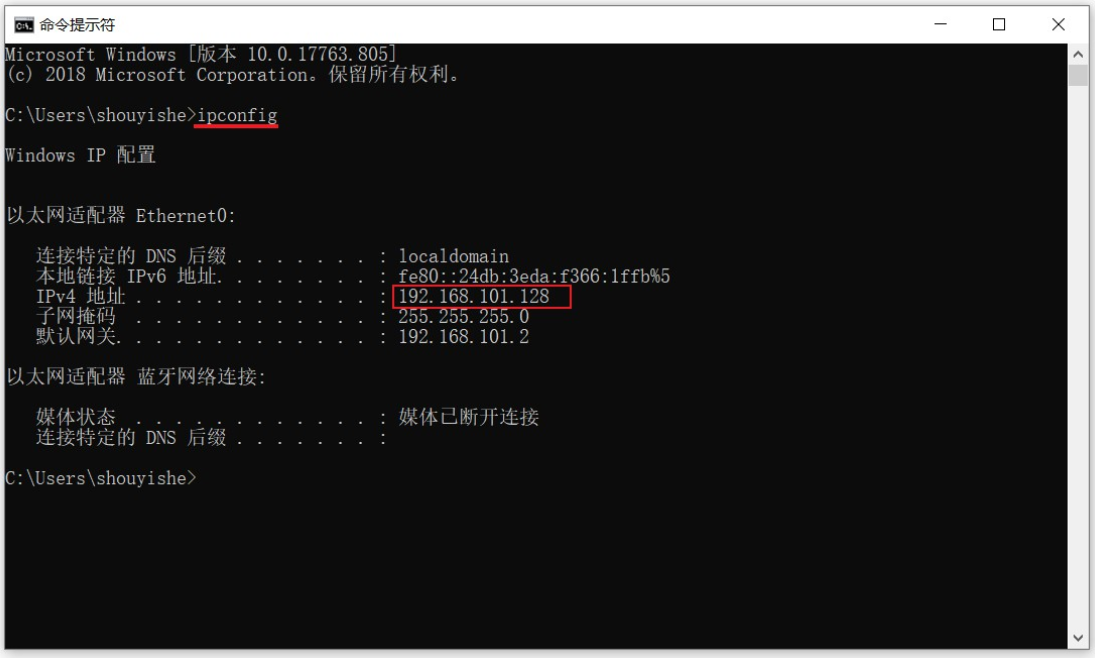 命令提示符
Microsoft Windows [版本 10.0.17763.805]
(c) 2018 Microsoft Corporation。保留所有权利。
C:\Users\shouyishe>ipconfig
Windows IP 配置
以太网适配器 Ethernet0:
连接特定的 DNS 后缀 . . . . . . . : localdomain
本地链接 IPv6 地址. . . . . . . . : fe80::24db:3eda:f366:1ffb%5
IPv4 地址 . . . . . . . . . . . . : 192.168.101.128
子网掩码  . . . . . . . . . . . . : 255.255.255.0
默认网关. . . . . . . . . . . . . : 192.168.101.2
以太网适配器 蓝牙网络连接:
媒体状态  . . . . . . . . . . . . : 媒体已断开连接
连接特定的 DNS 后缀 . . . . . . . :
C:\Users\shouyishe>